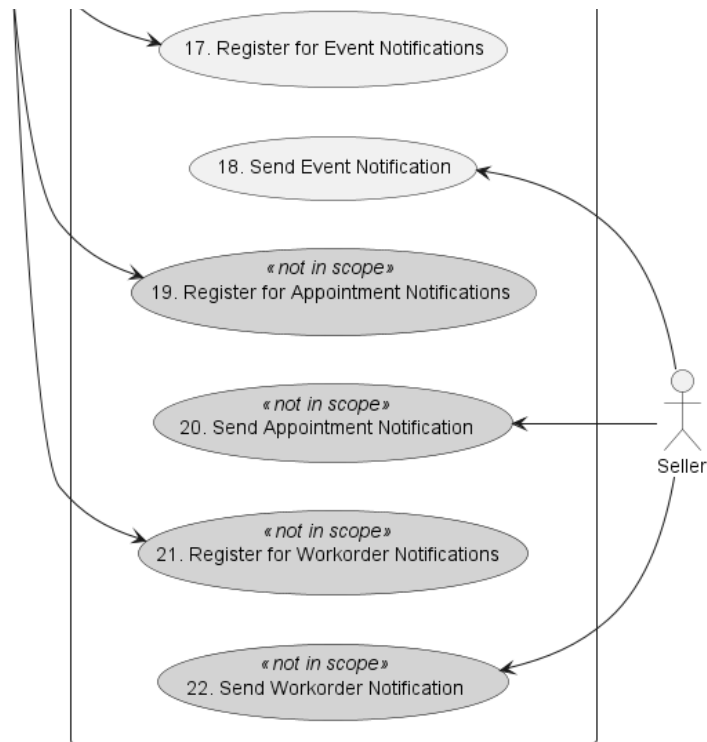 17. Register for Event Notifications
18. Send Event Notification
«not in scope»
19. Register for Appointment Notifications
«not in scope»
20. Send Appointment Notification
Seller
«not in scope»
21. Register for Workorder Notifications
«not in scope»
22. Send Workorder Notification